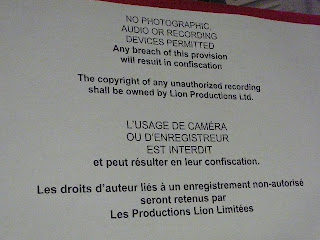 NO PHOTOGRAPHIC,
AUDIO OR RECORDING
DEVICES PERMITTED
Any breach of this provision
will result in confiscation
The copyright of any unauthorized recording
shall be owned by Lion Productions Ltd.
L'USAGE DE CAMÉRA
OU D'ENREGISTREUR
EST INTERDIT
et peut résulter en leur confiscation.
Les droits d'auteur liés à un enregistrement non-autorisé
seront retenus par
Les Productions Lion Limitées